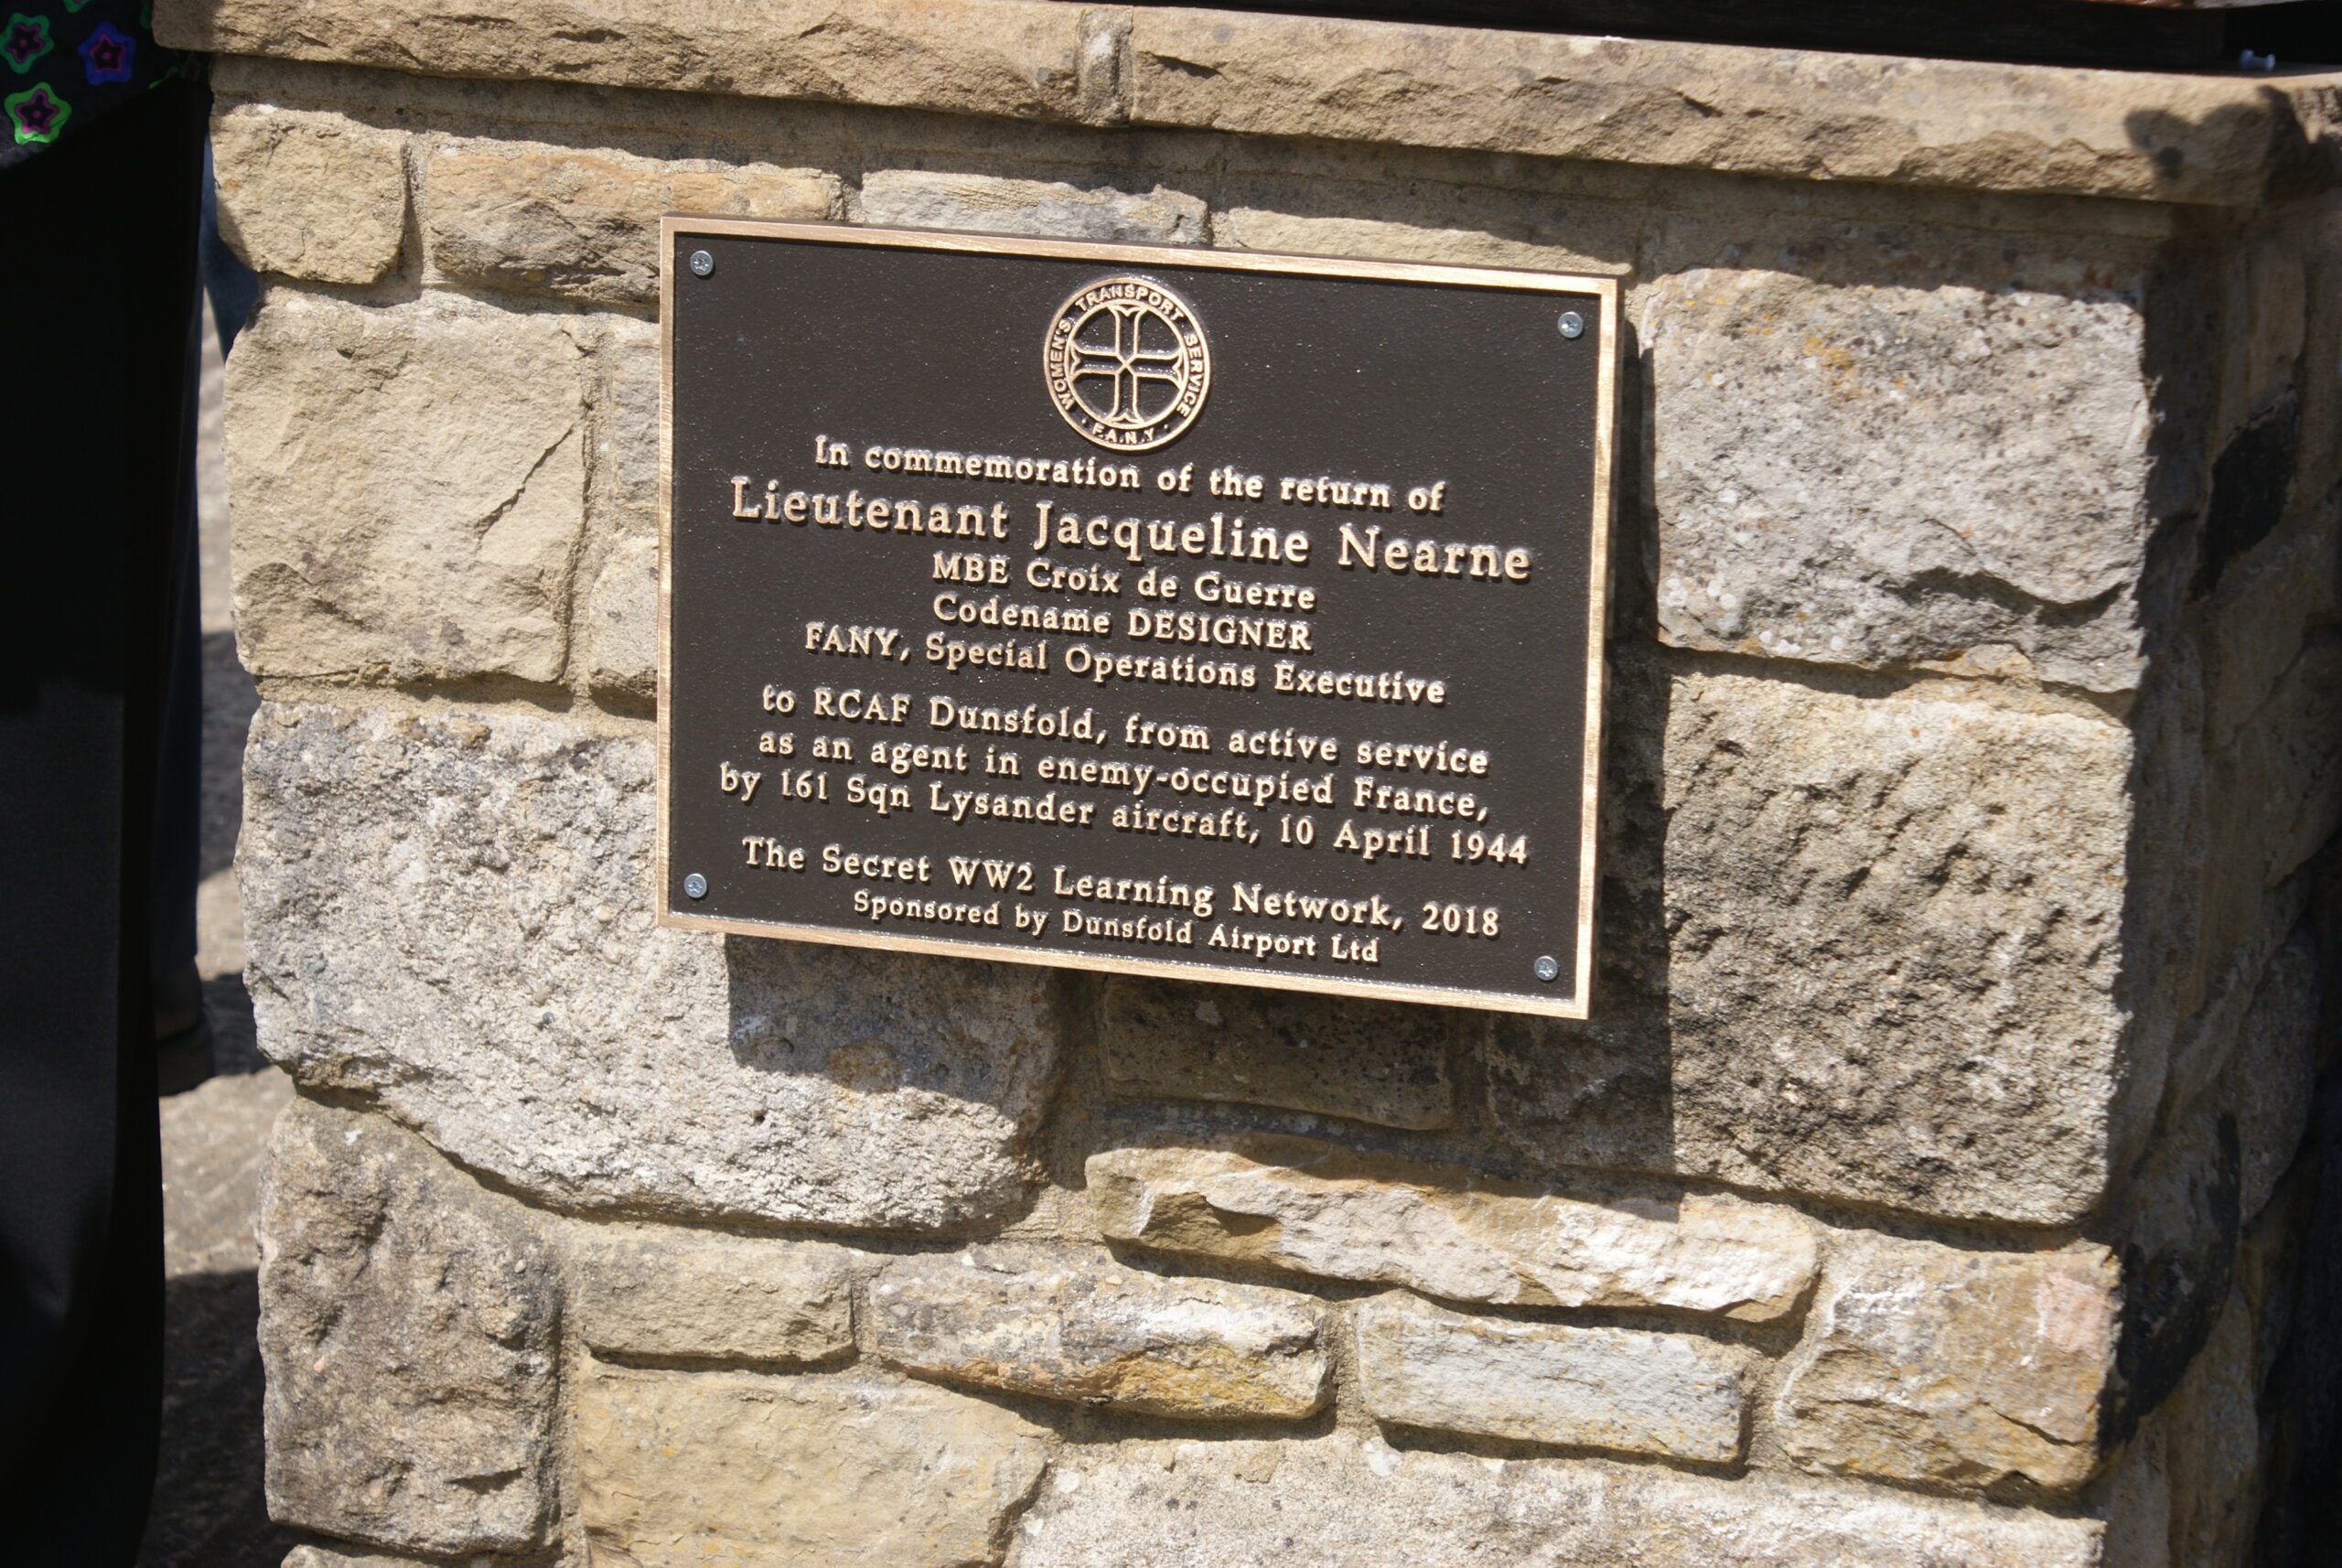 WOMEN'S TRANSPORT SERVICE
· F.A.N.Y ·
In commemoration of the return of
Lieutenant Jacqueline Nearne
MBE Croix de Guerre
Codename DESIGNER
FANY, Special Operations Executive
to RCAF Dunsfold, from active service
as an agent in enemy-occupied France,
by 161 Sqn Lysander aircraft, 10 April 1944
The Secret WW2 Learning Network, 2018
Sponsored by Dunsfold Airport Ltd